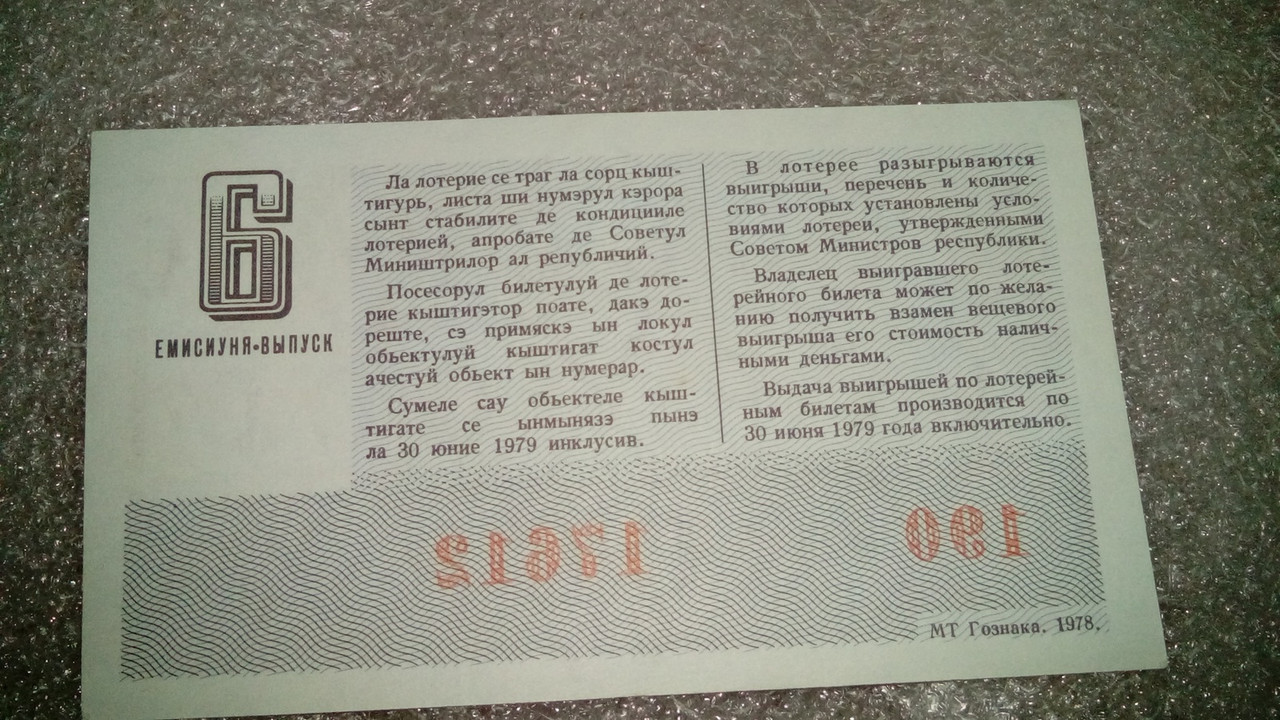 6
ЕМИСИУНЯ•ВЫПУСК
Ла лотерие се траг ла сорц кыш-
тигурь, листа ши нумэрул кэрора
сынт стабилите де кондицииле
лотерией, апробате де Советул
Миништрилор ал републичий.
Посесорул билетулуй де лоте-
рие кыштигэтор поате, дакэ до-
реште, сэ примяскэ ын локул
обьектулуй кыштигат костул
ачестуй обьект ын нумерар.
Сумеле сау обьектеле кыш-
тигате се ынмынязэ пынэ
ла 30 юние 1979 инклусив.
В лотерее разыгрываются
выигрыши, перечень и количе-
ство которых установлены усло-
виями лотереи, утвержденными
Советом Министров республики.
Владелец выигравшего лоте-
рейного билета может по жела-
нию получить взамен вещевого
выигрыша его стоимость налич-
ными деньгами.
Выдача выигрышей по лотерей-
ным билетам производится по
30 июня 1979 года включительно.
17612
190
МТ Гознака. 1978.